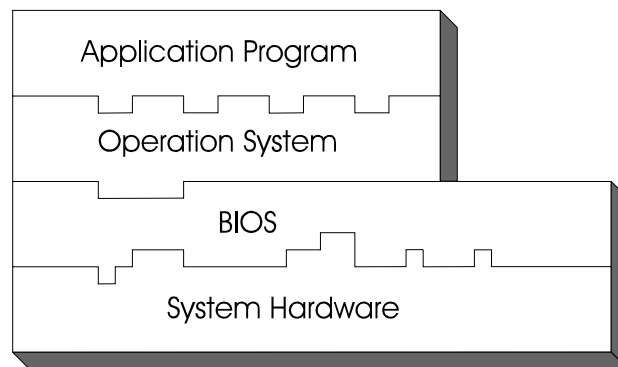 Application Program
Operation System
BIOS
System Hardware